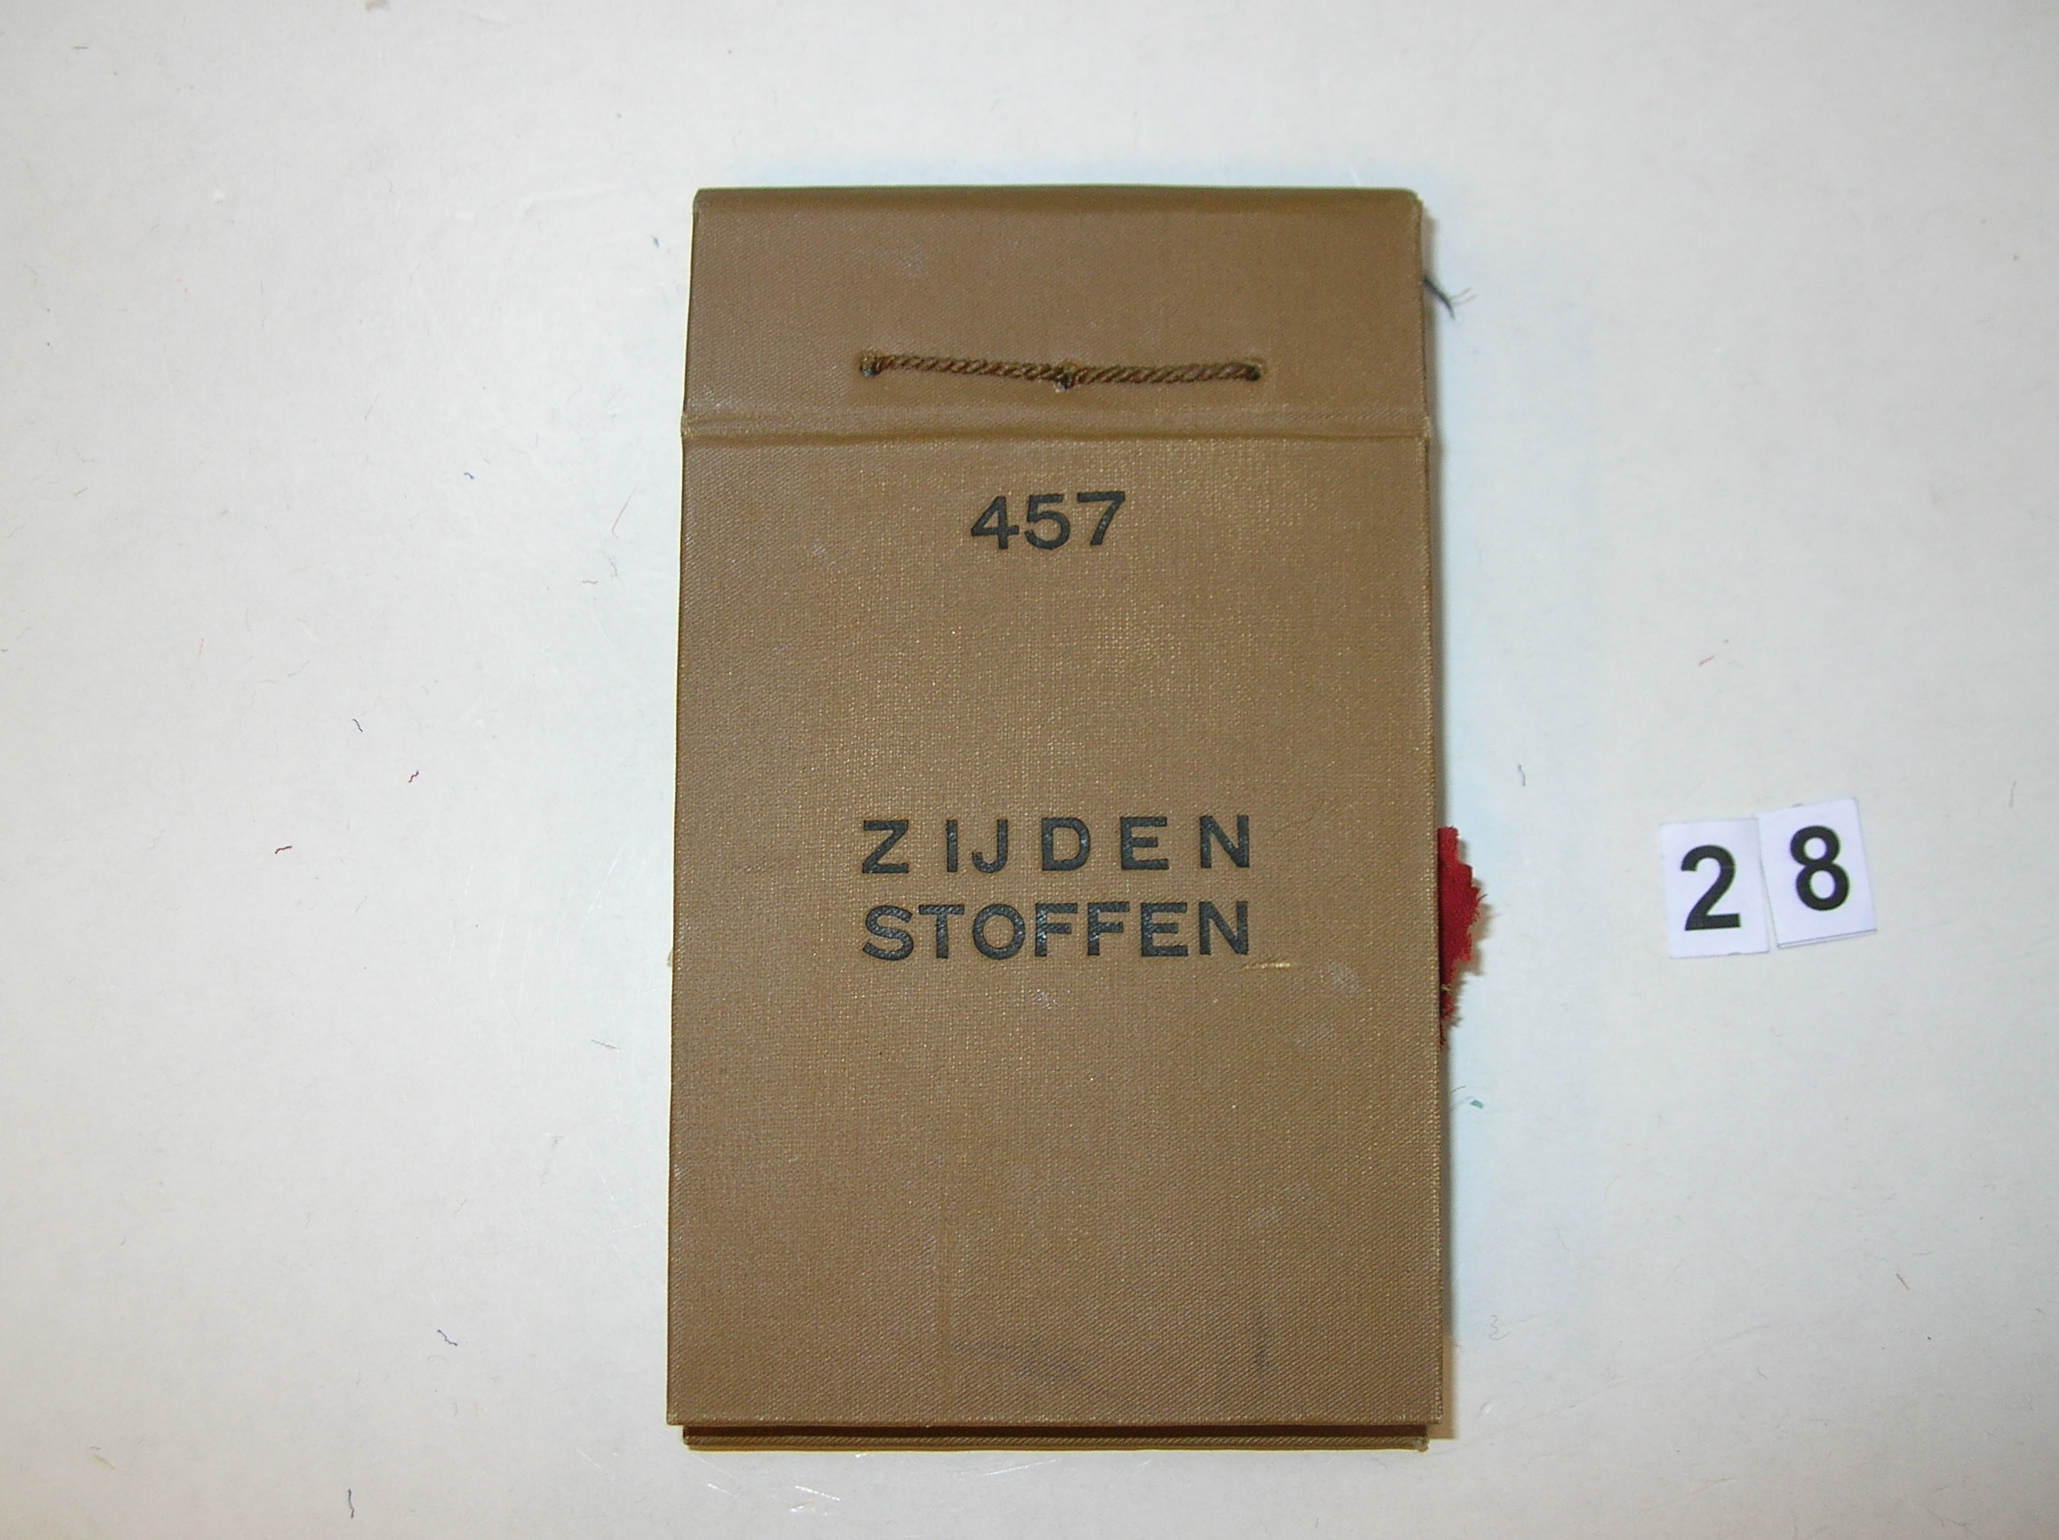 457
ZIJDEN
STOFFEN
28